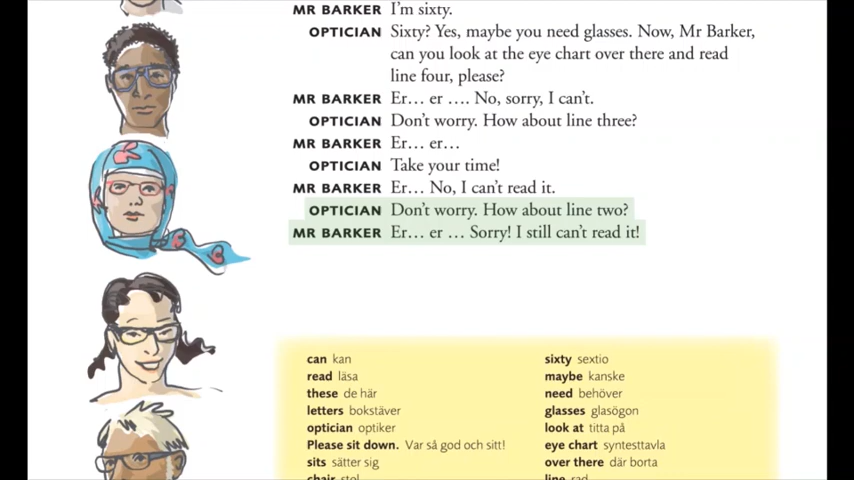 MR BARKER I'm sixty.
OPTICIAN Sixty? Yes, maybe you need glasses. Now, Mr Barker,
can you look at the eye chart over there and read
line four, please?
MR BARKER Er… er …. No, sorry, I can't.
OPTICIAN Don't worry. How about line three?
MR BARKER Er… er…
OPTICIAN Take your time!
MR BARKER Er… No, I can't read it.
OPTICIAN Don't worry. How about line two?
MR BARKER Er… er … Sorry! I still can't read it!
can kan
read läsa
these de här
letters bokstäver
optician optiker
Please sit down. Var så god och sitt!
sits sätter sig
chair stol
sixty sextio
maybe kanske
need behöver
glasses glasögon
look at titta på
eye chart syntesttavla
over there där borta
line rad